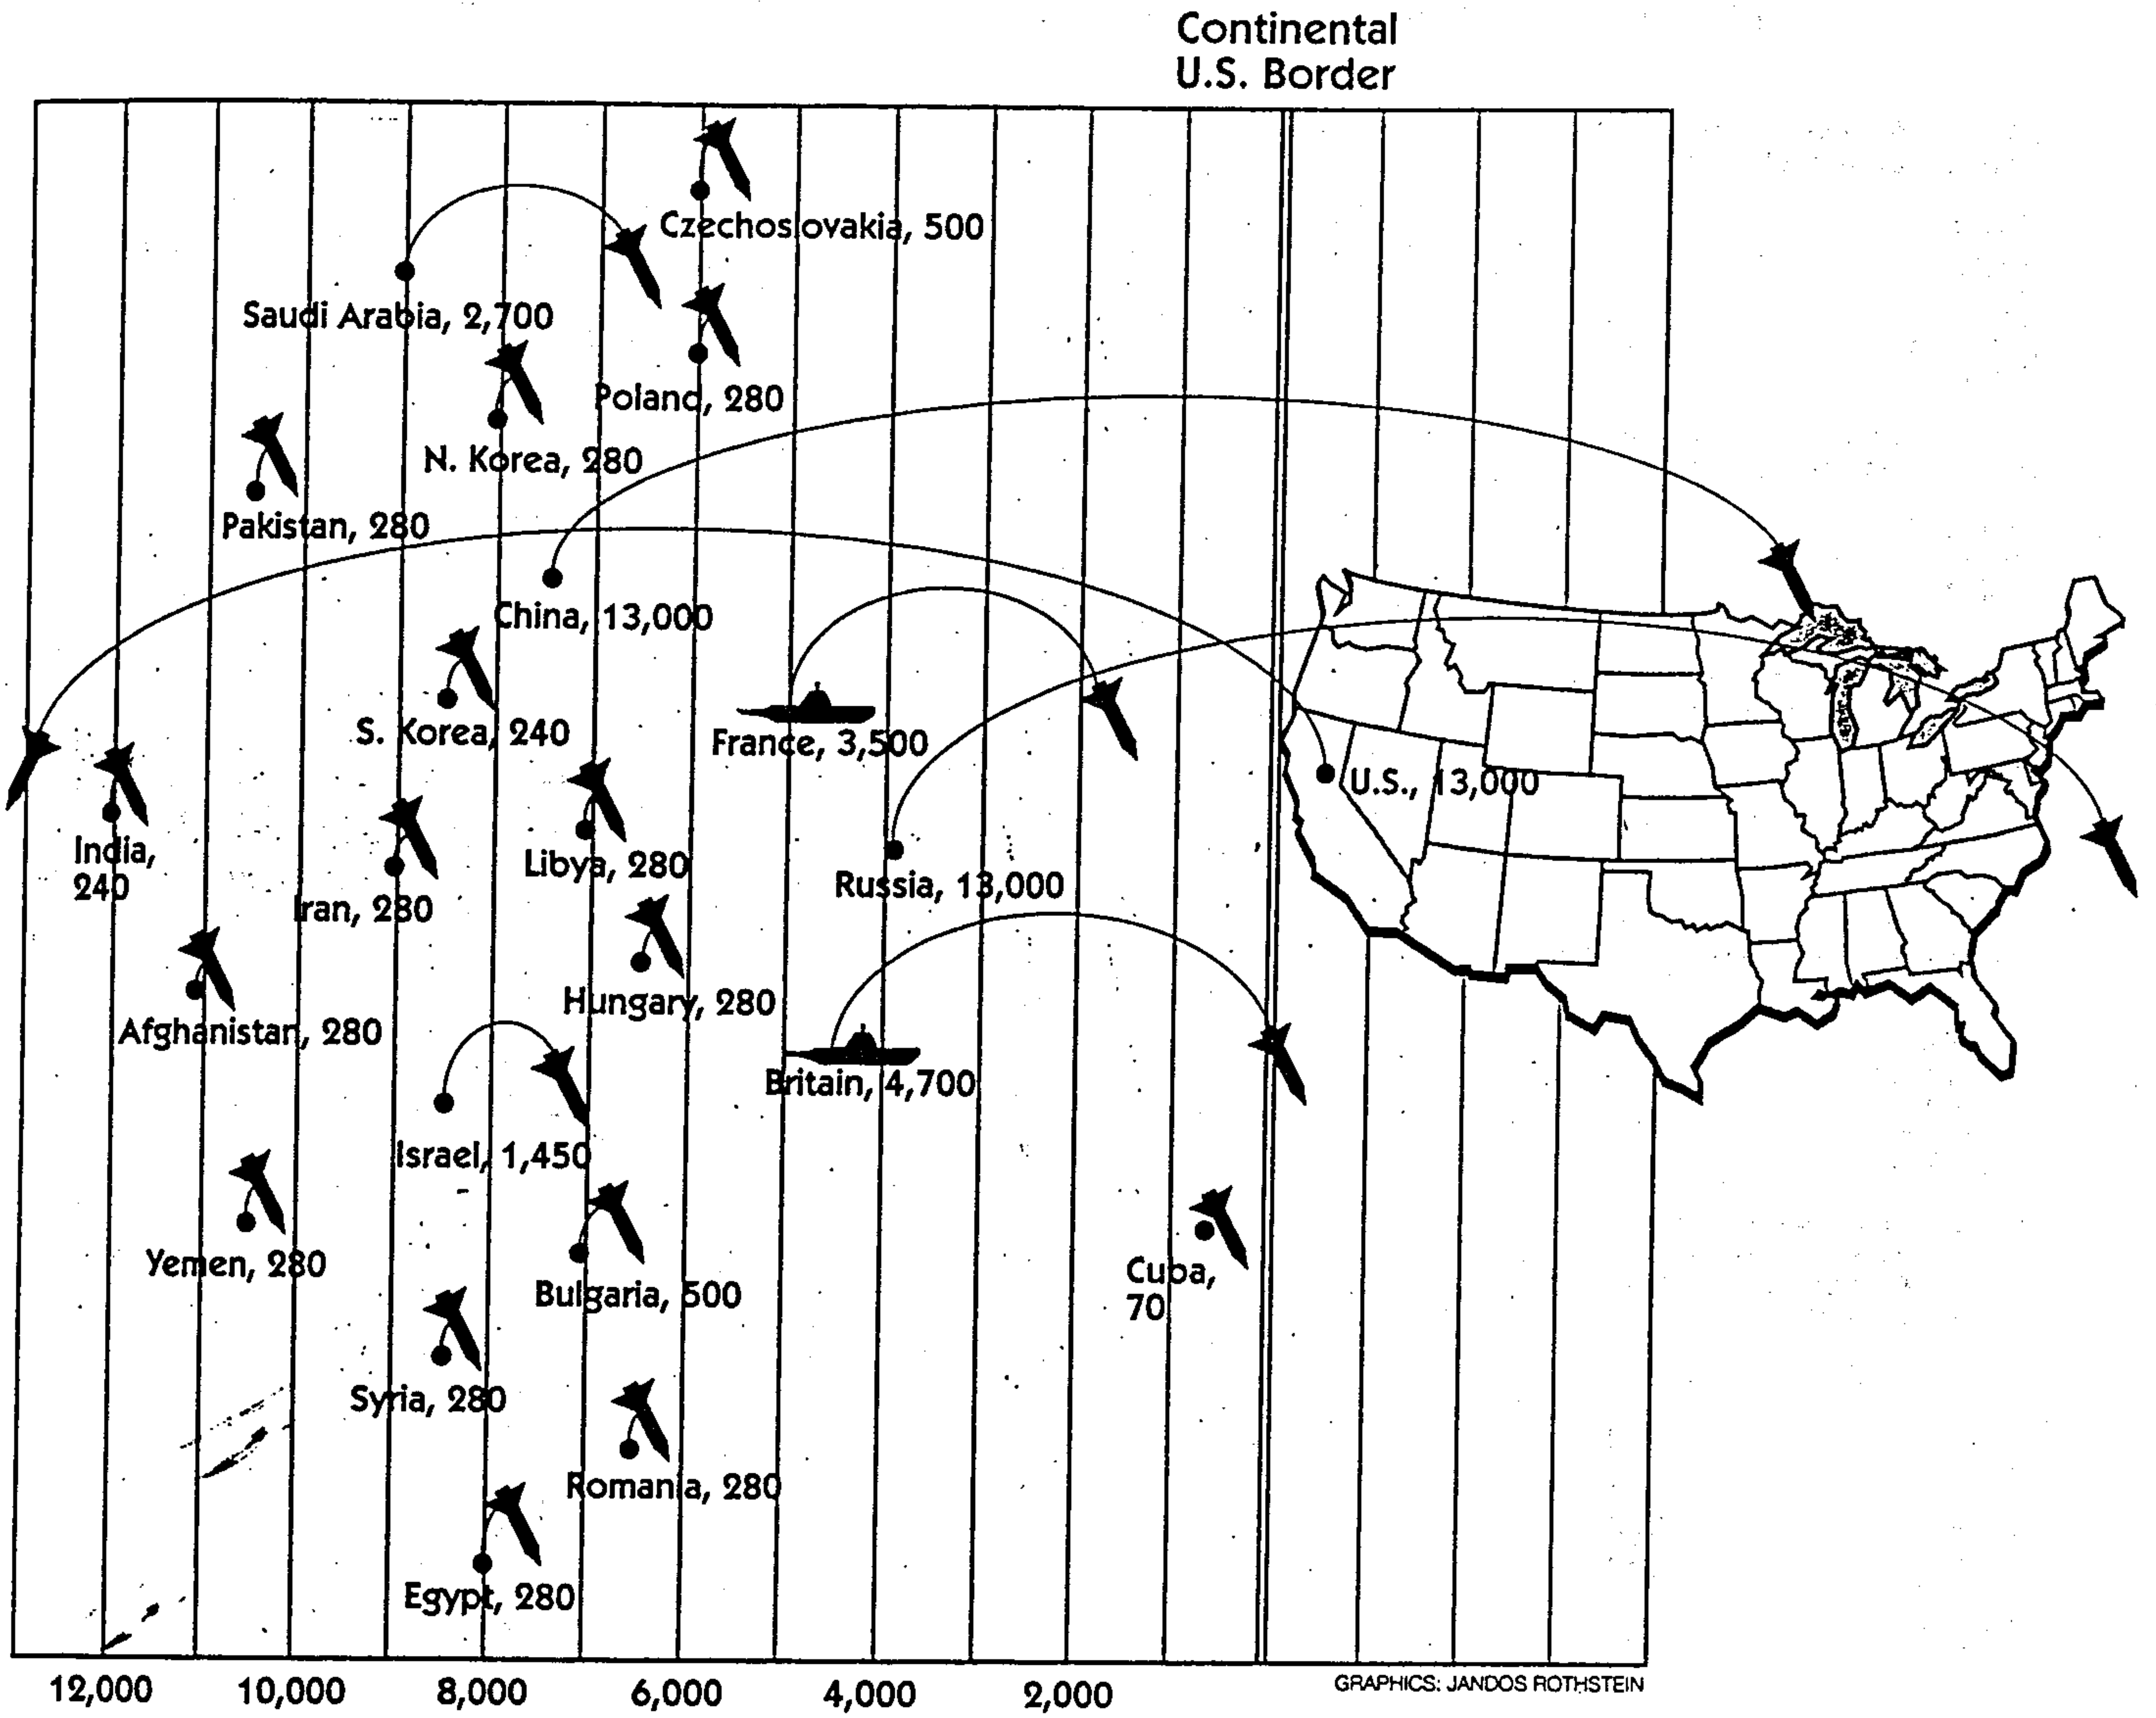 Continental
U.S. Border
Czechoslovakia, 500
Saudi Arabia, 2,700
Poland, 280
N. Korea, 280
Pakistan, 280
China, 13,000
S. Korea, 240
France, 3,500
U.S., 13,000
India,
240
Libya, 280
Russia, 13,000
Iran, 280
Hungary, 280
Afghanistan, 280
Britain, 4,700
Israel, 1,450
Yemen, 280
Bulgaria, 500
Cuba,
70
Syria, 280
Romania, 280
Egypt, 280
GRAPHICS: JANDOS ROTHSTEIN
12,000 10,000 8,000 6,000 4,000 2,000